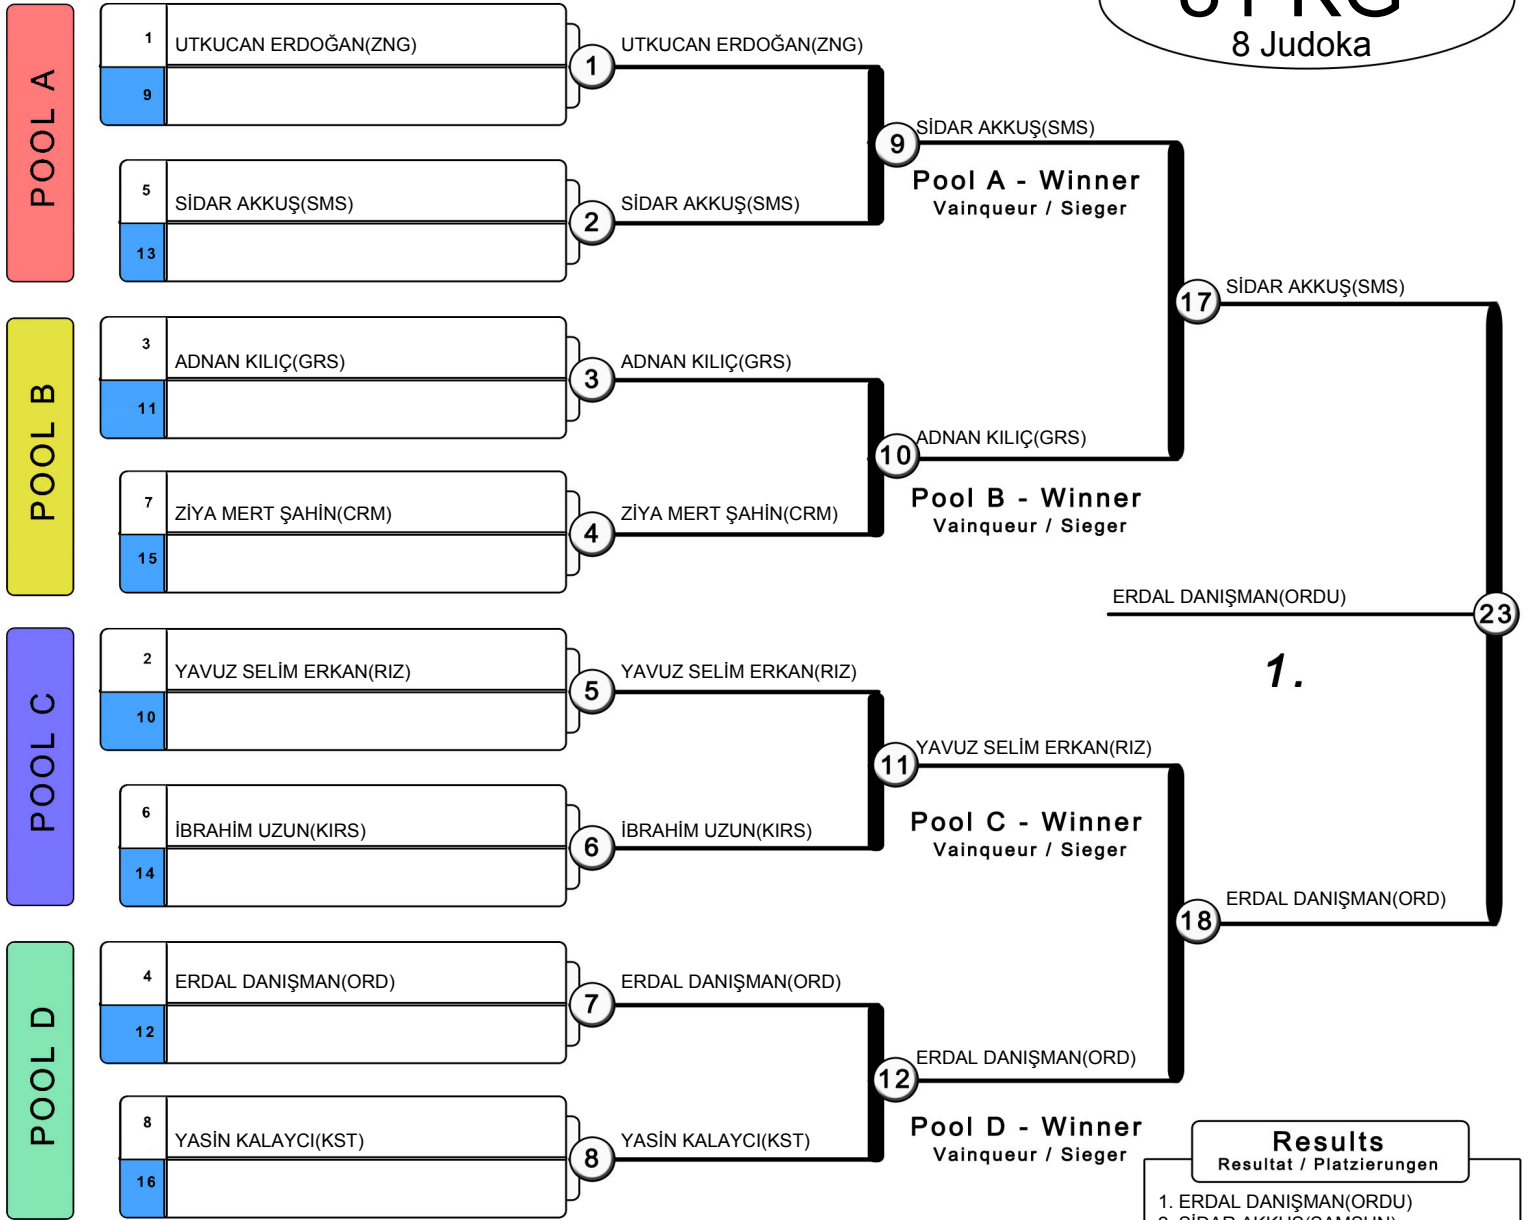 8 Judoka
POOL A
1 UTKUCAN ERDOĞAN(ZNG)
9
1 UTKUCAN ERDOĞAN(ZNG)
5 SİDAR AKKUŞ(SMS)
13
2 SİDAR AKKUŞ(SMS)
9 SİDAR AKKUŞ(SMS)
Pool A - Winner
Vainqueur / Sieger
POOL B
3 ADNAN KILIÇ(GRS)
11
3 ADNAN KILIÇ(GRS)
7 ZİYA MERT ŞAHİN(CRM)
15
4 ZİYA MERT ŞAHİN(CRM)
10 ADNAN KILIÇ(GRS)
Pool B - Winner
Vainqueur / Sieger
17 SİDAR AKKUŞ(SMS)
ERDAL DANIŞMAN(ORDU) 23
1.
POOL C
2 YAVUZ SELİM ERKAN(RIZ)
10
5 YAVUZ SELİM ERKAN(RIZ)
6 İBRAHİM UZUN(KIRS)
14
6 İBRAHİM UZUN(KIRS)
11 YAVUZ SELİM ERKAN(RIZ)
Pool C - Winner
Vainqueur / Sieger
18 ERDAL DANIŞMAN(ORD)
POOL D
4 ERDAL DANIŞMAN(ORD)
12
7 ERDAL DANIŞMAN(ORD)
8 YASİN KALAYCI(KST)
16
8 YASİN KALAYCI(KST)
12 ERDAL DANIŞMAN(ORD)
Pool D - Winner
Vainqueur / Sieger
Results
Resultat / Platzierungen
1. ERDAL DANIŞMAN(ORDU)
2. SİDAR AKKUŞ(SAMSUN)